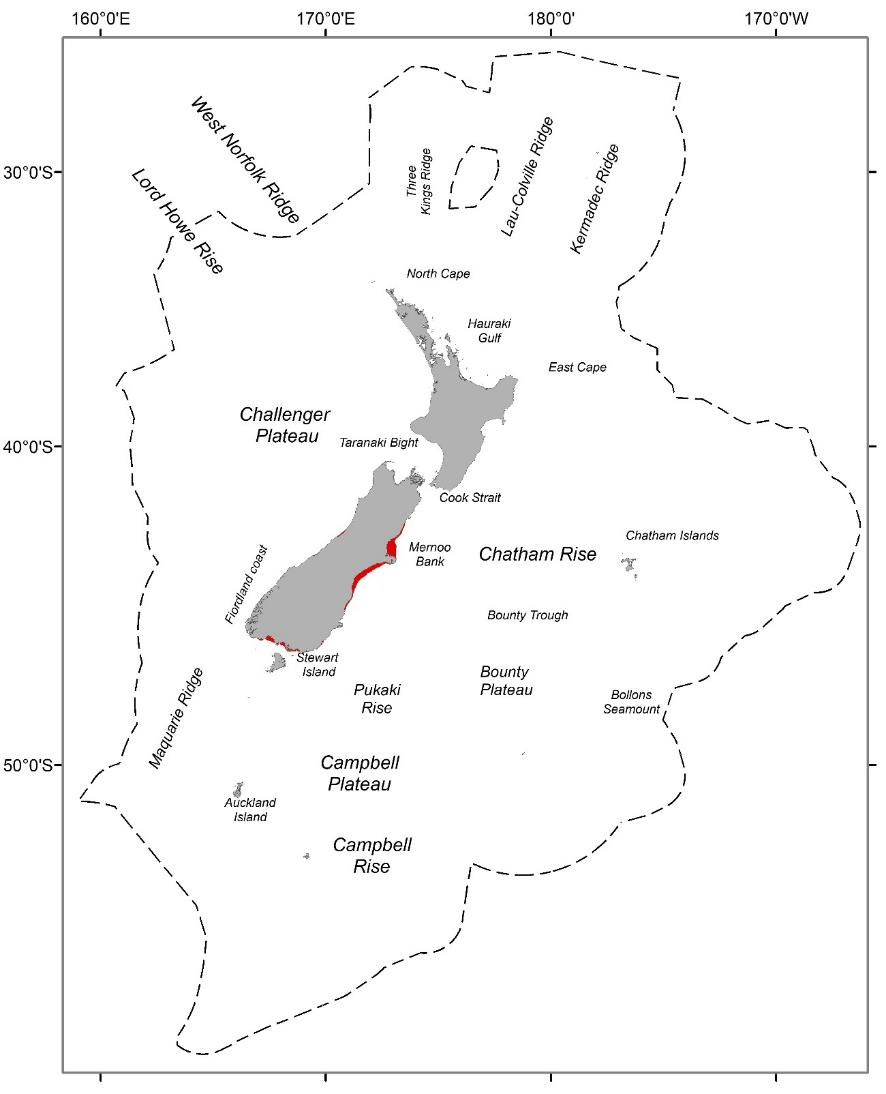 160°0'E
170°0'E
180°0'
170°0'W
30°0'S
40°0'S
50°0'S
West Norfolk Ridge
Lord Howe Rise
Three
Kings Ridge
Lau-Colville Ridge
Kermadec Ridge
North Cape
Hauraki
Gulf
East Cape
Challenger
Plateau
Taranaki Bight
Cook Strait
Mernoo
Bank
Chatham Rise
Chatham Islands
Fiordland coast
Bounty Trough
Stewart
Island
Pukaki
Rise
Bounty
Plateau
Bollons
Seamount
Maquarie Ridge
Campbell
Plateau
Auckland
Island
Campbell
Rise